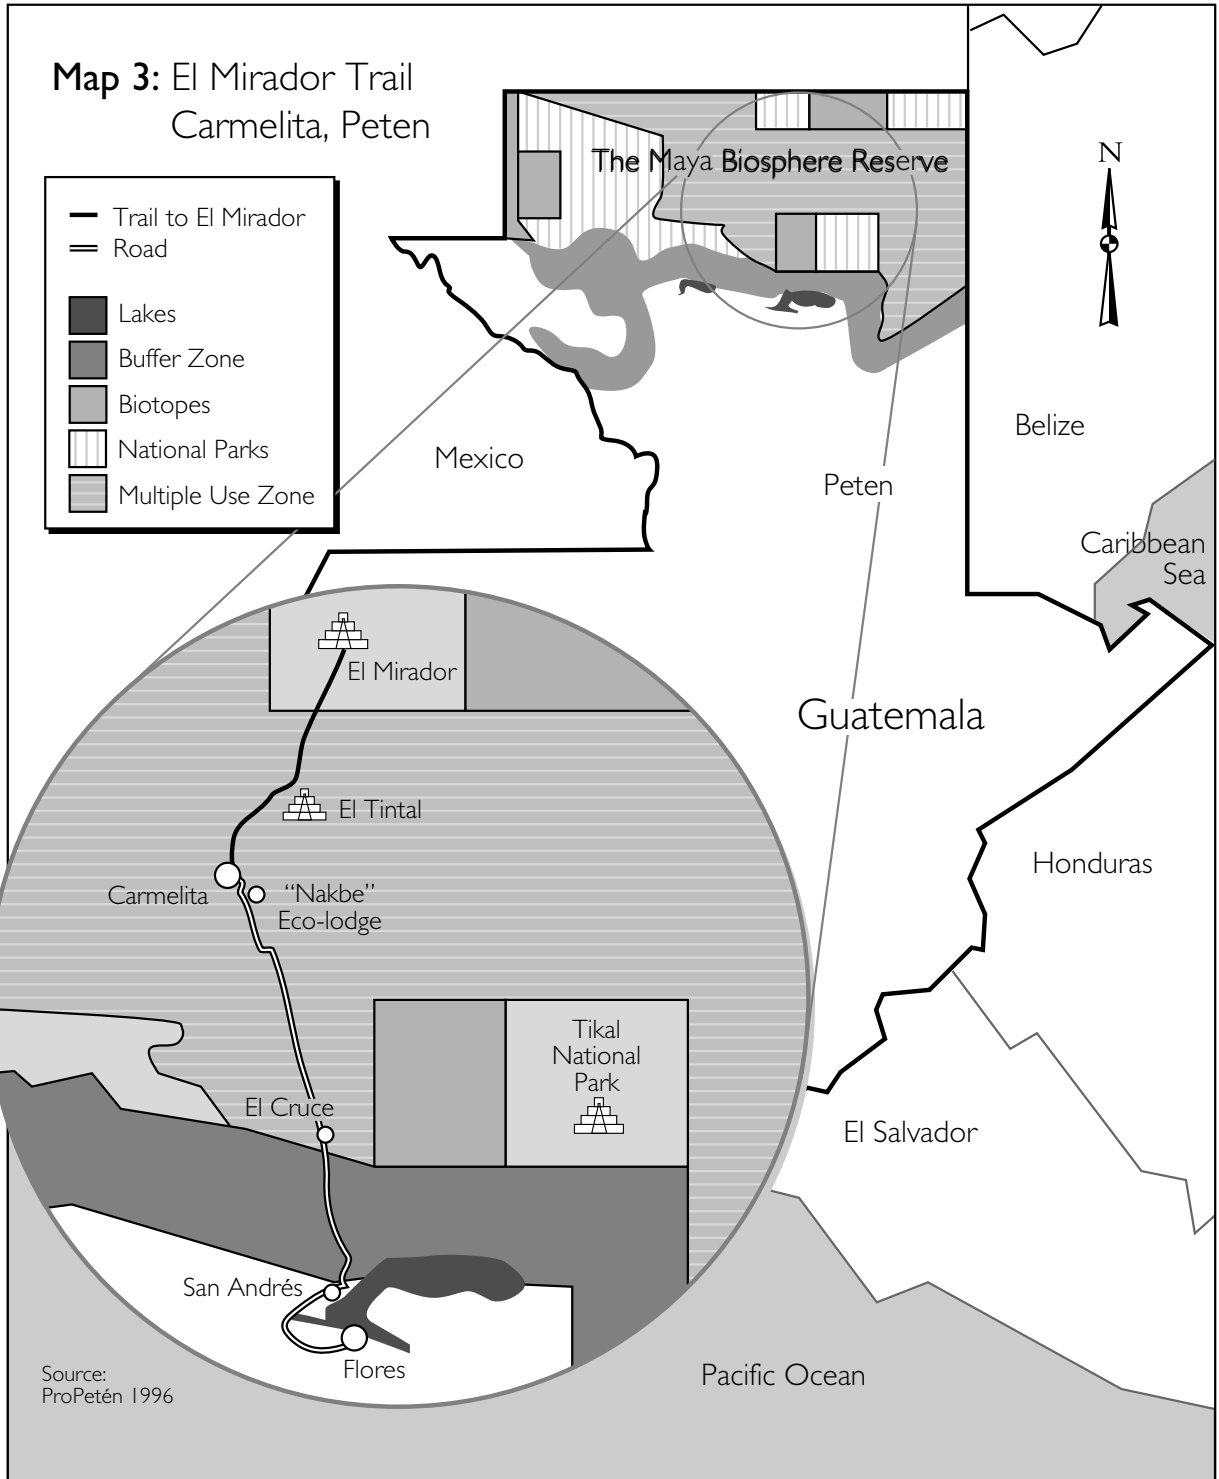 Map 3: El Mirador Trail
Carmelita, Peten
Trail to El Mirador
Road
Lakes
Buffer Zone
Biotopes
National Parks
Multiple Use Zone
The Maya Biosphere Reserve
N
Mexico
Peten
Belize
Caribbean
Sea
Guatemala
Honduras
El Salvador
Pacific Ocean
El Mirador
El Tintal
Carmelita
“Nakbe”
Eco-lodge
Tikal
National
Park
El Cruce
San Andrés
Flores
Source:
ProPetén 1996